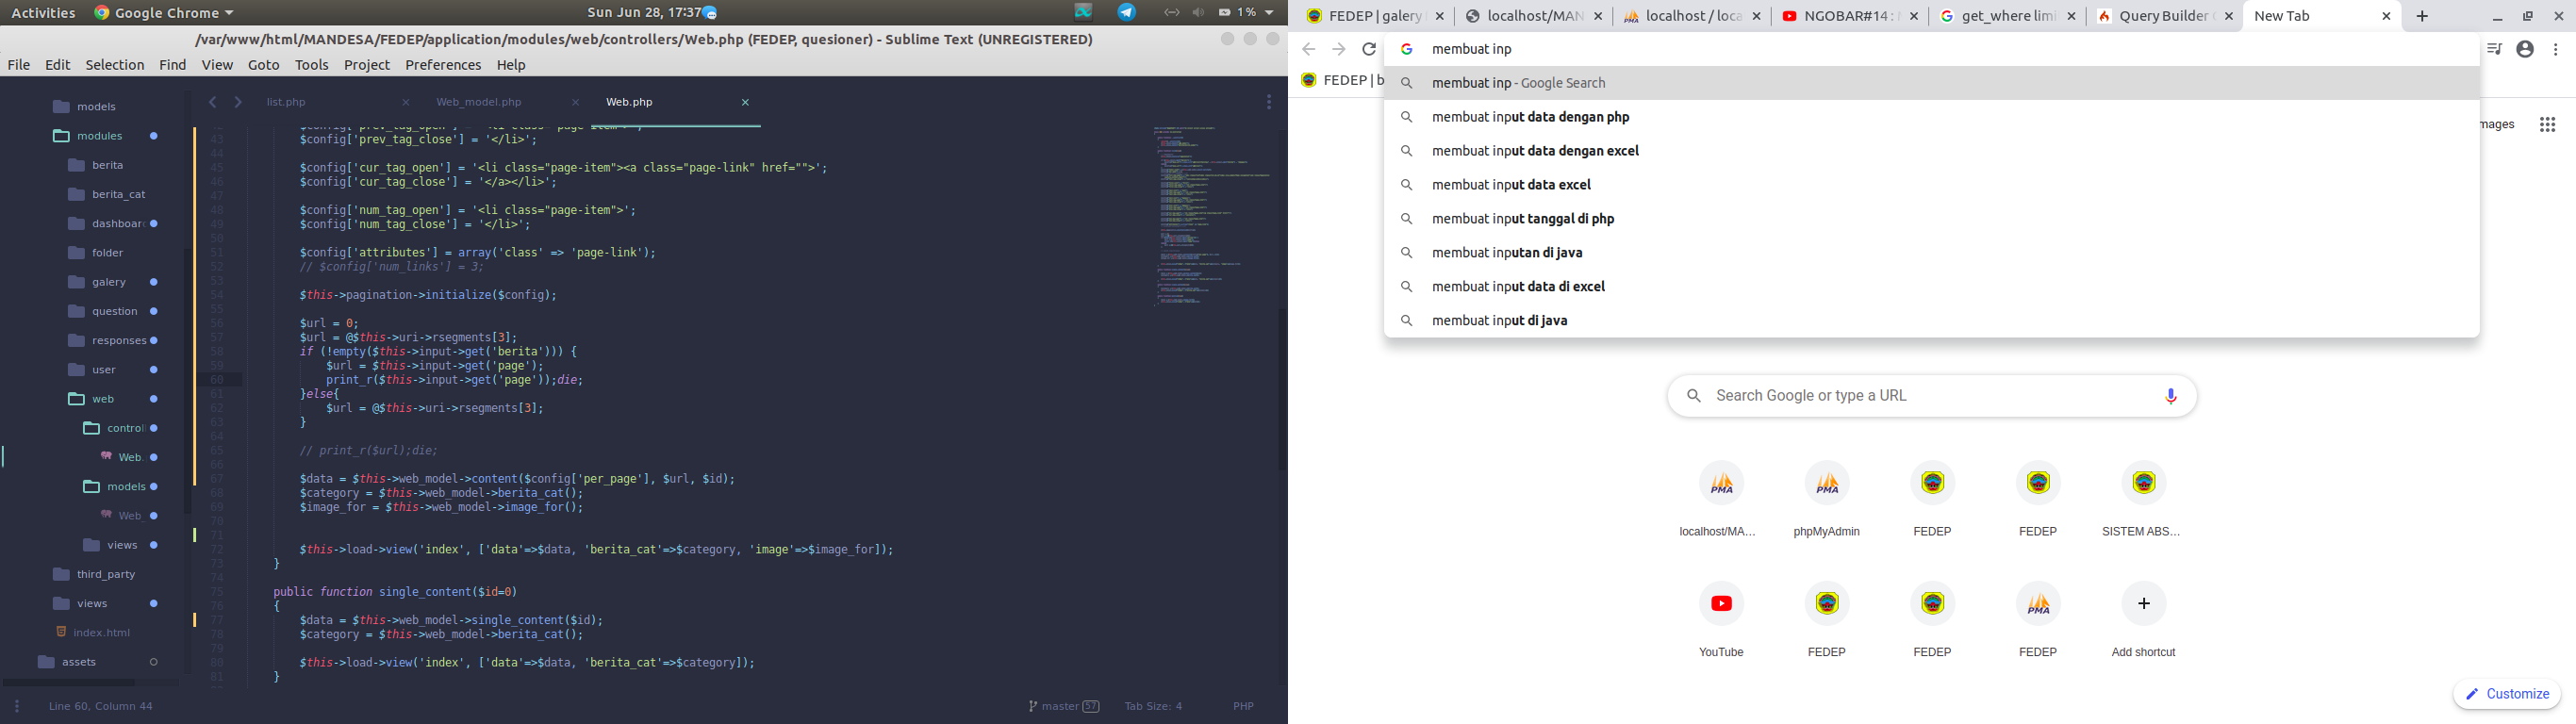 Activities
Google Chrome
Sun Jun 28, 17:37
1 %
/var/www/html/MANDESA/FEDEP/application/modules/web/controllers/Web.php (FEDEP, quesioner) - Sublime Text (UNREGISTERED)
File Edit Selection Find View Goto Tools Project Preferences Help
models
modules
berita
berita_cat
dashboar
folder
galery
question
responses
user
web
control
Web.
models
Web_
views
third_party
views
index.html
assets
list.php
Web_model.php
Web.php
43 $config['prev_tag_close'] = '</li>';
44
45 $config['cur_tag_open'] = '<li class="page-item"><a class="page-link" href="">';
46 $config['cur_tag_close'] = '</a></li>';
47
48 $config['num_tag_open'] = '<li class="page-item">';
49 $config['num_tag_close'] = '</li>';
50
51 $config['attributes'] = array('class' => 'page-link');
52 // $config['num_links'] = 3;
53
54 $this->pagination->initialize($config);
55
56 $url = 0;
57 $url = @$this->uri->rsegments[3];
58 if (!empty($this->input->get('berita'))) {
59 $url = $this->input->get('page');
60 print_r($this->input->get('page'));die;
61 }else{
62 $url = @$this->uri->rsegments[3];
63 }
64
65 // print_r($url);die;
66
67 $data = $this->web_model->content($config['per_page'], $url, $id);
68 $category = $this->web_model->berita_cat();
69 $image_for = $this->web_model->image_for();
70
71
72 $this->load->view('index', ['data'=>$data, 'berita_cat'=>$category, 'image'=>$image_for]);
73 }
74
75 public function single_content($id=0)
76 {
77 $data = $this->web_model->single_content($id);
78 $category = $this->web_model->berita_cat();
79
80 $this->load->view('index', ['data'=>$data, 'berita_cat'=>$category]);
81 }
Line 60, Column 44
master 57
Tab Size: 4
PHP
FEDEP | galery
localhost/MAN
localhost / loca
NGOBAR#14 : M
get_where limi
Query Builder C
New Tab
membuat inp
FEDEP | b
membuat inp - Google Search
membuat input data dengan php
membuat input data dengan excel
membuat input data excel
membuat input tanggal di php
membuat inputan di java
membuat input data di excel
membuat input di java
mages
Search Google or type a URL
PMA
PMA
localhost/MA...
phpMyAdmin
FEDEP
FEDEP
SISTEM ABS...
PMA
YouTube
FEDEP
FEDEP
FEDEP
Add shortcut
Customize